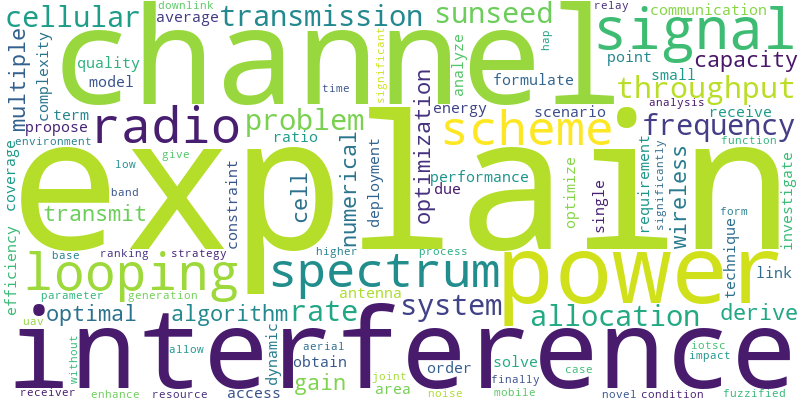 downlink
relay
cellular
average
transmission
sunseed
communication
channel
signal
multiple
complexity
quality
model
time
significant
analyze
hap
formulate
point
small
capacity
throughput
term
propose
radio
problem
ratio
energy
scheme
scenario
analysis
receive
frequency
environment
explain
give
low
band
coverage
transmit
constraint
cell
numerical
deployment
optimization
performance
due
optimize
single
requirement
significantly
wireless
function
form
investigate
efficiency
base
ranking
strategy
higher
process
looping
spectrum
power
technique
link
parameter
generation
antenna
uav
optimal
algorithm
rate
system
allocation
derive
interference
without
allow
dynamic
aerial
obtain
order
solve
case
iotsc
impact
receiver
enhance
resource
access
gain
joint
area
noise
finally
mobile
novel
condition
fuzzified